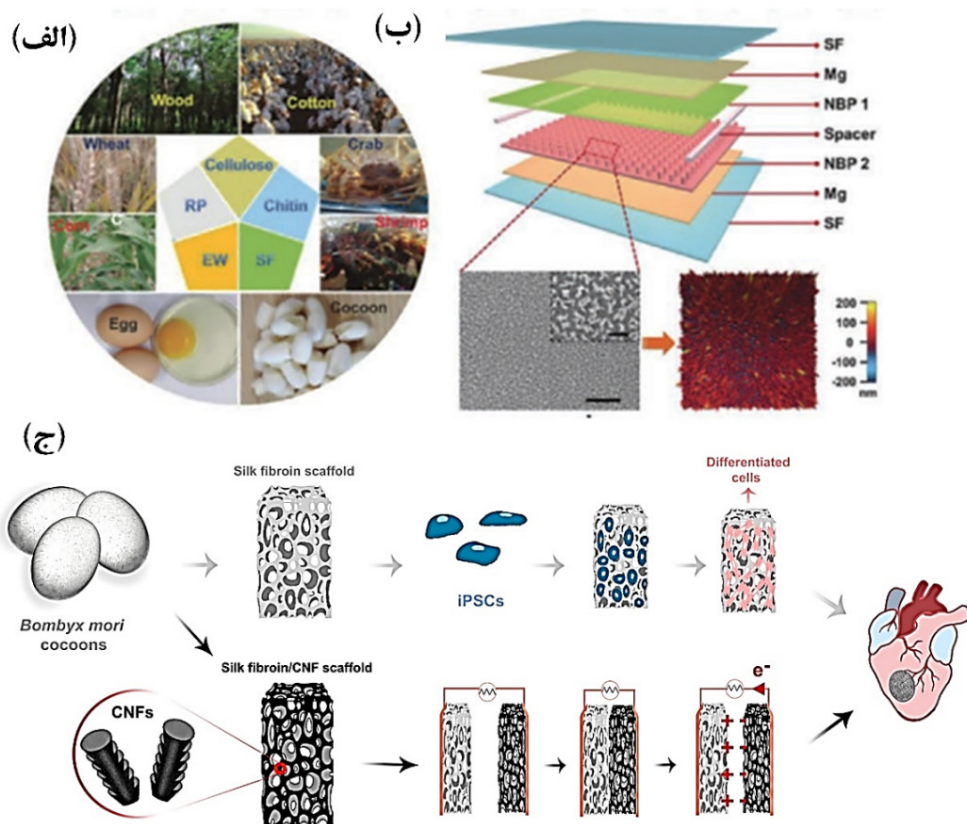 (الف)
Wood
Cotton
Wheat
Crab
Cellulose
RP
Chitin
Corn
Shrimp
EW
SF
Egg
Cocoon
(ب)
SF
Mg
NBP 1
Spacer
NBP 2
Mg
SF
200
100
0
-100
-200
nm
(ج)
Silk fibroin scaffold
Differentiated
cells
iPSCs
Bombyx mori
cocoons
Silk fibroin/CNF scaffold
CNFs
e-
+ -
+ -
+ -
+ -